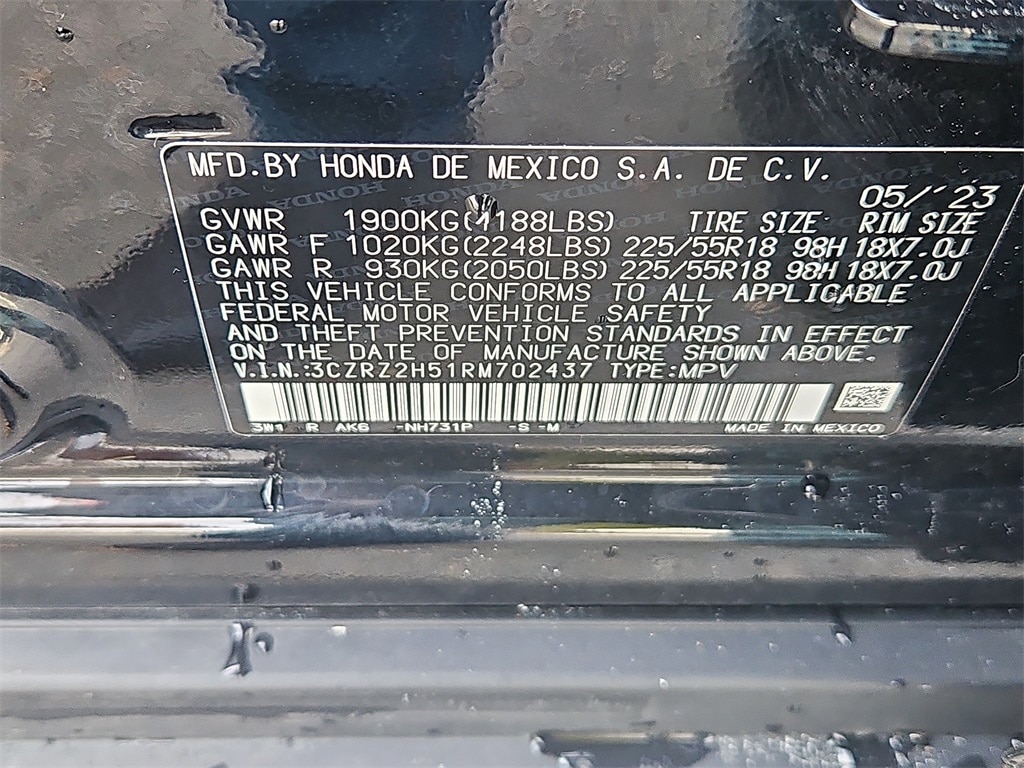 MFD.BY HONDA DE MEXICO S.A. DE C.V.
05/'23
GVWR 1900KG(4188LBS) TIRE SIZE: RIM SIZE
GAWR F 1020KG(2248LBS) 225/55R18 98H 18X7.0J
GAWR R 930KG(2050LBS) 225/55R18 98H 18X7.0J
THIS VEHICLE CONFORMS TO ALL APPLICABLE
FEDERAL MOTOR VEHICLE SAFETY
AND THEFT PREVENTION STANDARDS IN EFFECT
ON THE DATE OF MANUFACTURE SHOWN ABOVE.
V.I.N.:3CZRZ2H51RM702437 TYPE:MPV
R AK6 -NH731P -S -M MADE IN MEXICO